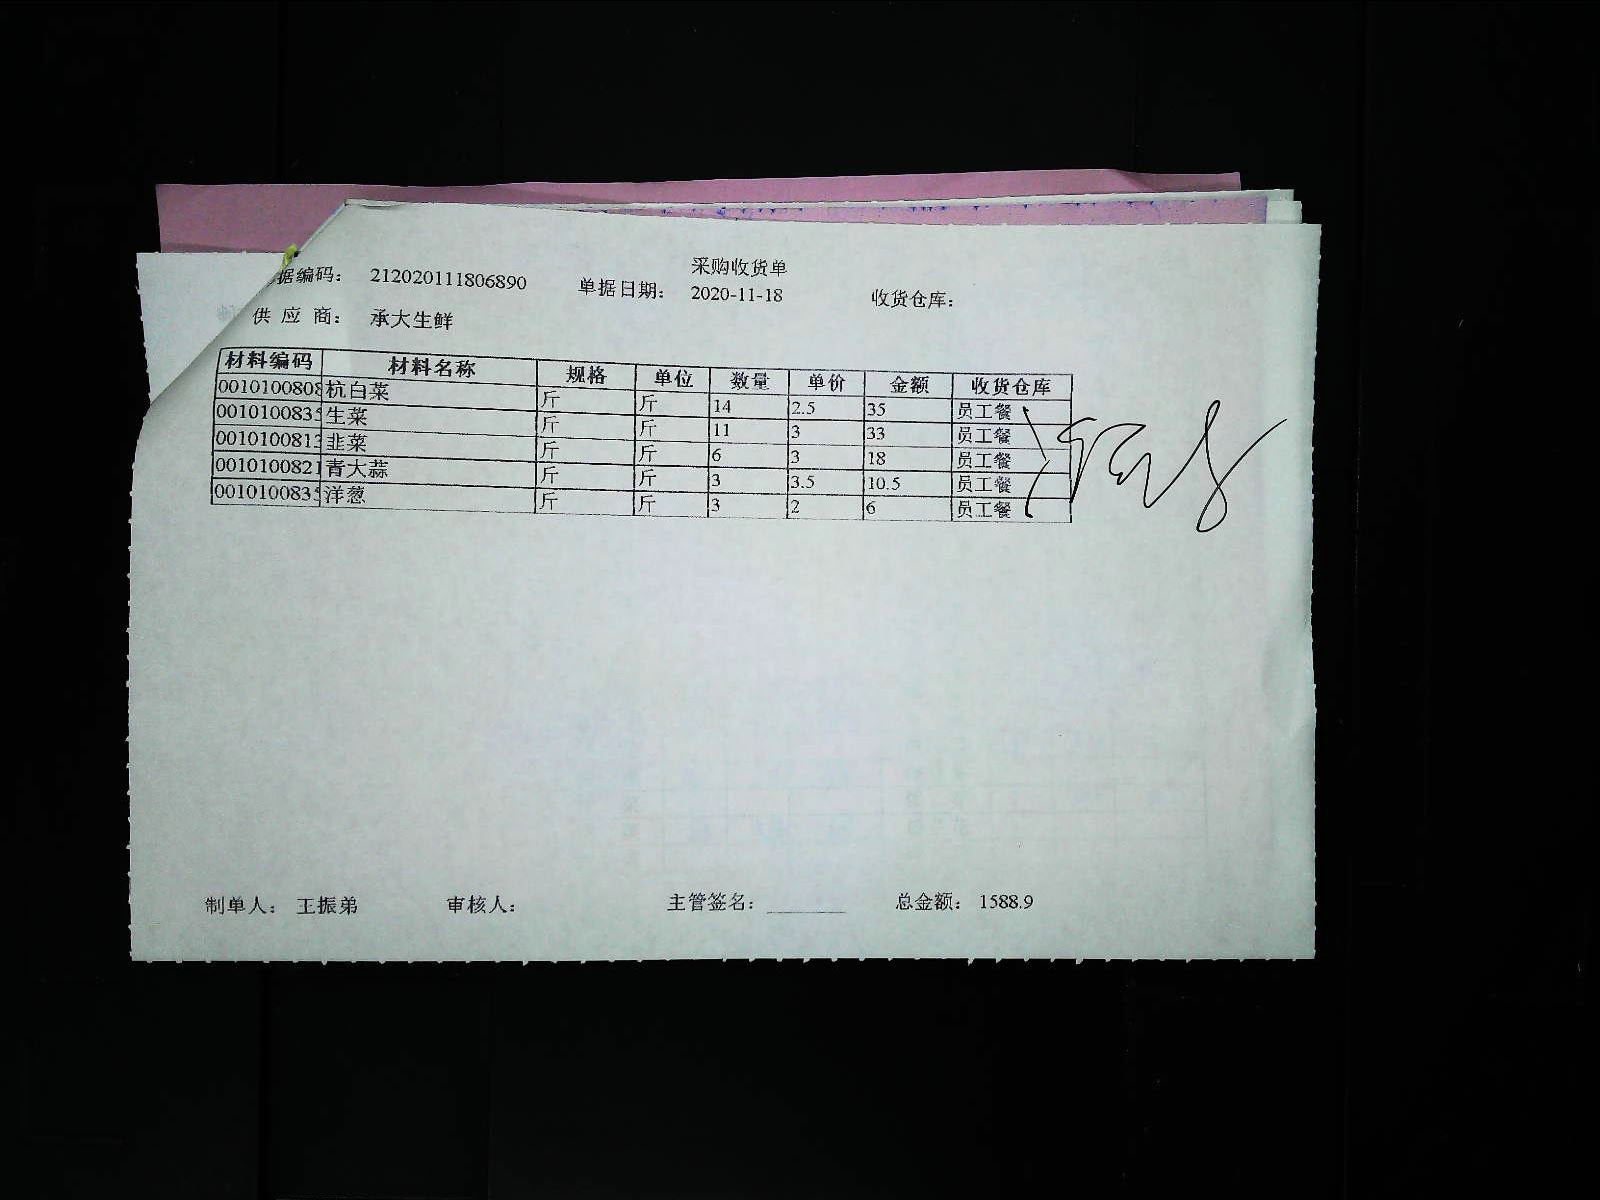 采购收货单
据编码： 212020111806890 单据日期： 2020-11-18 收货仓库：
供 应 商： 承大生鲜
材料编码 材料名称 规格 单位 数量 单价 金额 收货仓库
0010100808 杭白菜 斤 斤 14 2.5 35 员工餐
001010083 生菜 斤 斤 11 3 33 员工餐
001010081 韭菜 斤 斤 6 3 18 员工餐
0010100821 青大蒜 斤 斤 3 3.5 10.5 员工餐
001010083 洋葱 斤 斤 3 2 6 员工餐
制单人： 王振弟 审核人： 主管签名： 总金额： 1588.9